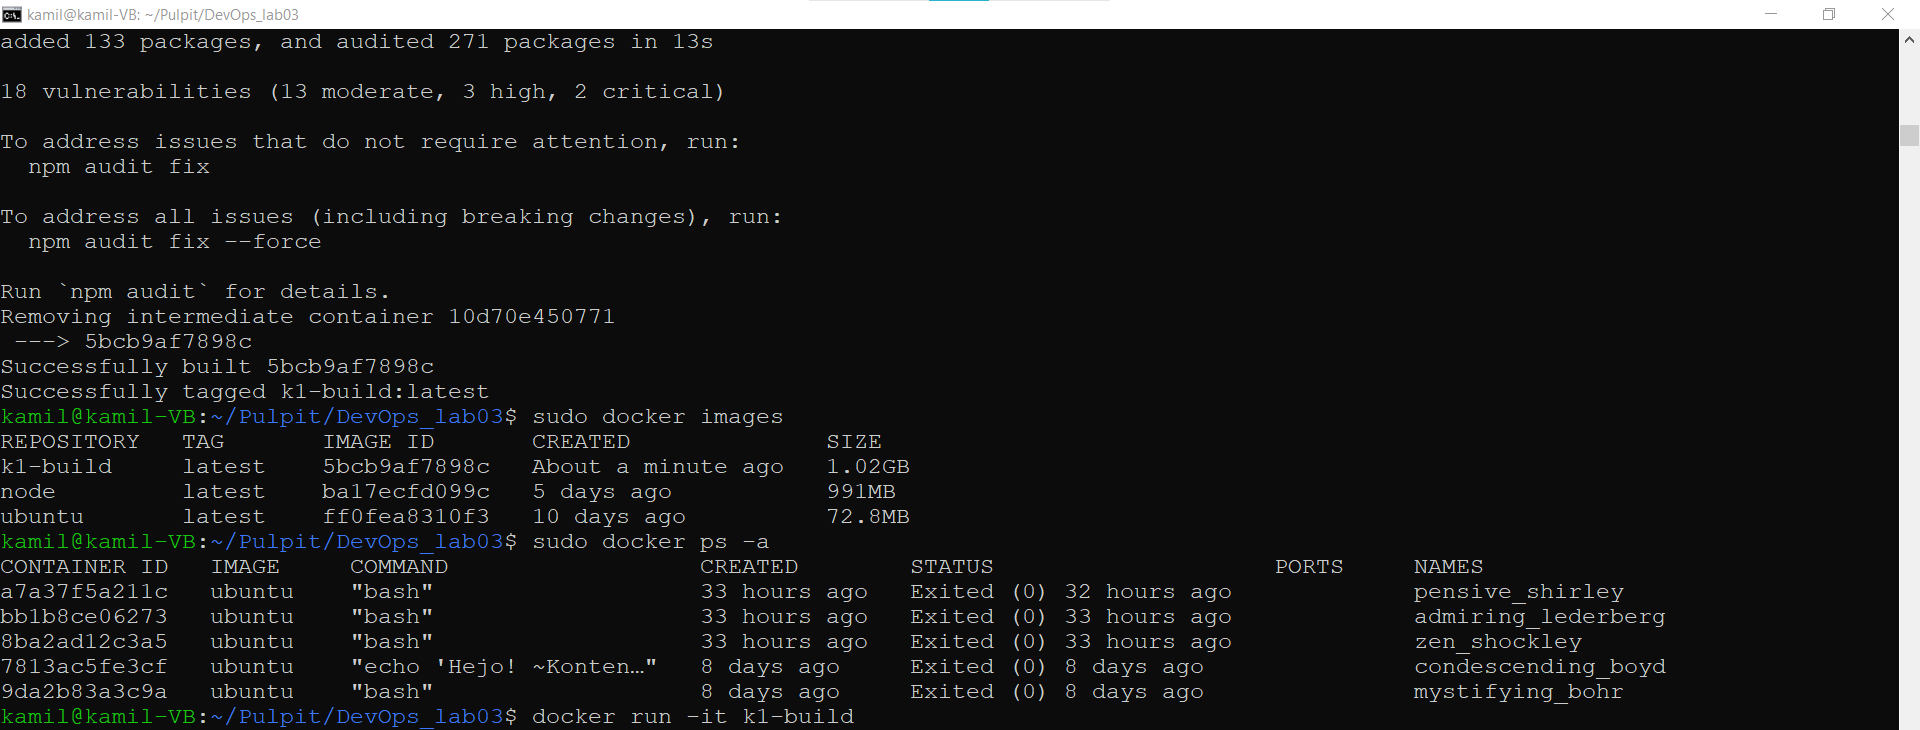 kamil@kamil-VB: ~/Pulpit/DevOps_lab03
added 133 packages, and audited 271 packages in 13s
18 vulnerabilities (13 moderate, 3 high, 2 critical)
To address issues that do not require attention, run:
  npm audit fix
To address all issues (including breaking changes), run:
  npm audit fix --force
Run `npm audit` for details.
Removing intermediate container 10d70e450771
 ---> 5bcb9af7898c
Successfully built 5bcb9af7898c
Successfully tagged k1-build:latest
kamil@kamil-VB:~/Pulpit/DevOps_lab03$ sudo docker images
REPOSITORY   TAG       IMAGE ID       CREATED              SIZE
k1-build     latest    5bcb9af7898c   About a minute ago   1.02GB
node         latest    ba17ecfd099c   5 days ago           991MB
ubuntu       latest    ff0fea8310f3   10 days ago          72.8MB
kamil@kamil-VB:~/Pulpit/DevOps_lab03$ sudo docker ps -a
CONTAINER ID   IMAGE     COMMAND                  CREATED        STATUS                    PORTS     NAMES
a7a37f5a211c   ubuntu    "bash"                   33 hours ago   Exited (0) 32 hours ago             pensive_shirley
bb1b8ce06273   ubuntu    "bash"                   33 hours ago   Exited (0) 33 hours ago             admiring_lederberg
8ba2ad12c3a5   ubuntu    "bash"                   33 hours ago   Exited (0) 33 hours ago             zen_shockley
7813ac5fe3cf   ubuntu    "echo 'Hejo! ~Konten…"   8 days ago     Exited (0) 8 days ago               condescending_boyd
9da2b83a3c9a   ubuntu    "bash"                   8 days ago     Exited (0) 8 days ago               mystifying_bohr
kamil@kamil-VB:~/Pulpit/DevOps_lab03$ docker run -it k1-build